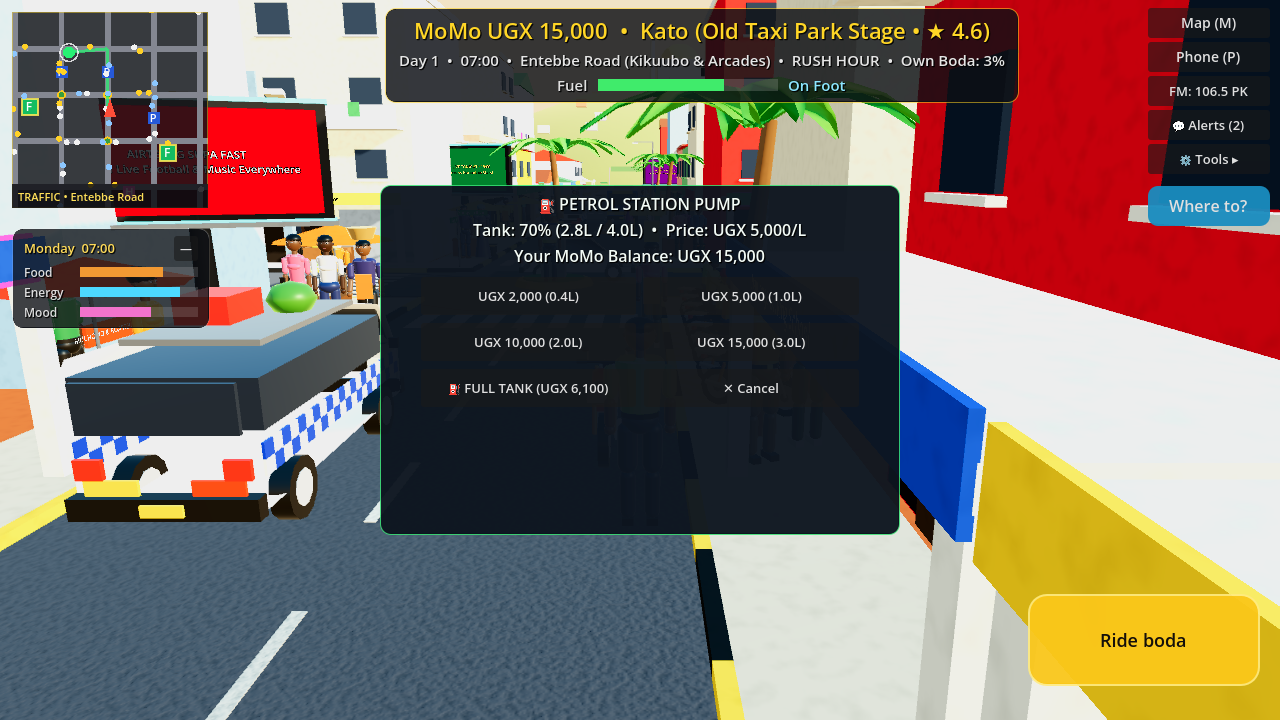 MoMo UGX 15,000 • Kato (Old Taxi Park Stage • ★ 4.6)
Day 1 • 07:00 • Entebbe Road (Kikuubo & Arcades) • RUSH HOUR • Own Boda: 3%
Fuel On Foot
Map (M)
Phone (P)
FM: 106.5 PK
💬 Alerts (2)
⚙️ Tools ▸
Where to?
F
P
P
F
TRAFFIC • Entebbe Road
Music Everywhere
Monday 07:00 —
Food
Energy
Mood
⛽ PETROL STATION PUMP
Tank: 70% (2.8L / 4.0L) • Price: UGX 5,000/L
Your MoMo Balance: UGX 15,000
UGX 2,000 (0.4L) UGX 5,000 (1.0L)
UGX 10,000 (2.0L) UGX 15,000 (3.0L)
⛽ FULL TANK (UGX 6,100) ✕ Cancel
Ride boda